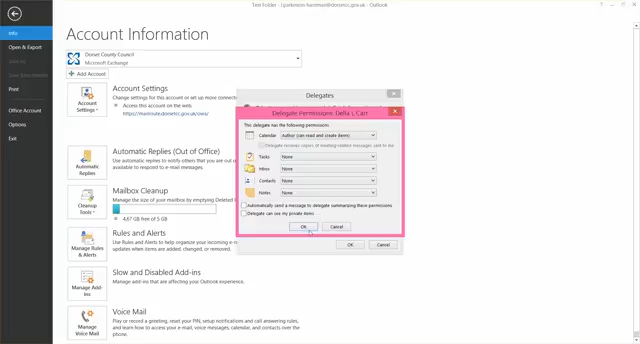 Test Folder - j.parkinson-hardman@dorsetcc.gov.uk - Outlook
Info
Open & Export
Save As
Print
Office Account
Options
Exit
Account Information
Dorset County Council
Microsoft Exchange
Add Account
Account Settings
Change settings for this account or set up more connections
Access this account on the web.
Account
Settings
Automatic Replies (Out of Office)
Use automatic replies to notify others that you are out of
available to respond to e-mail messages.
Automatic
Replies
Mailbox Cleanup
Manage the size of your mailbox by emptying Deleted
4.67 GB free of 5 GB
Cleanup
Tools
Rules and Alerts
Use Rules and Alerts to help organize your incoming e-m
updates when items are added, changed, or removed.
Manage Rules
& Alerts
Slow and Disabled Add-ins
Manage add-ins that are affecting your Outlook experience.
Manage Add-
ins
Voice Mail
Play or record a greeting, reset your PIN, setup notifications and call answering rules,
and learn how to access your e-mail, voice messages, calendar, and contacts over the
phone.
Manage
Voice Mail
Delegates
Delegate Permissions: Della L Carr
This delegate has the following permissions
Calendar Author (can read and create items)
Delegate receives copies of meeting-related messages sent to me
Tasks None
Inbox None
Contacts None
Notes None
Automatically send a message to delegate summarizing these permissions
Delegate can see my private items
OK Cancel
OK Cancel